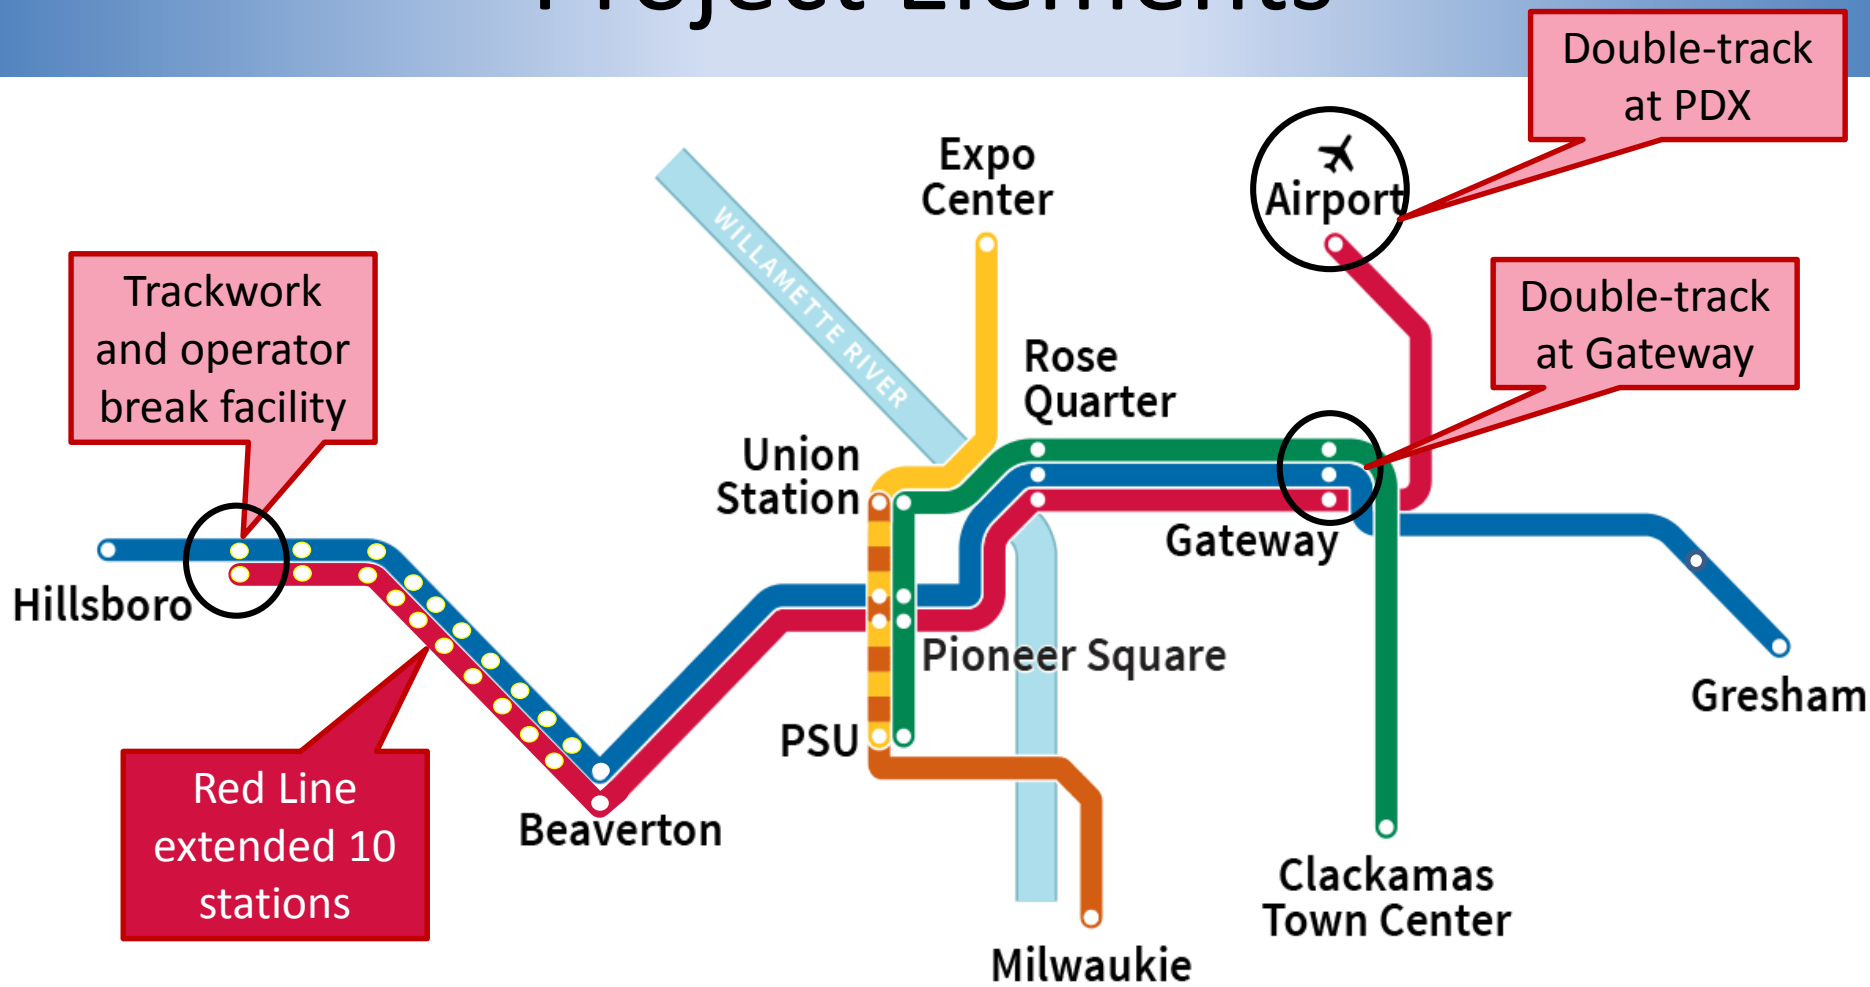 Project Elements
Double-track
at PDX
Expo
Center
Airport
WILLAMETTE RIVER
Trackwork
and operator
break facility
Double-track
at Gateway
Rose
Quarter
Union
Station
Gateway
Hillsboro
Pioneer Square
Gresham
PSU
Red Line
extended 10
stations
Beaverton
Clackamas
Town Center
Milwaukie